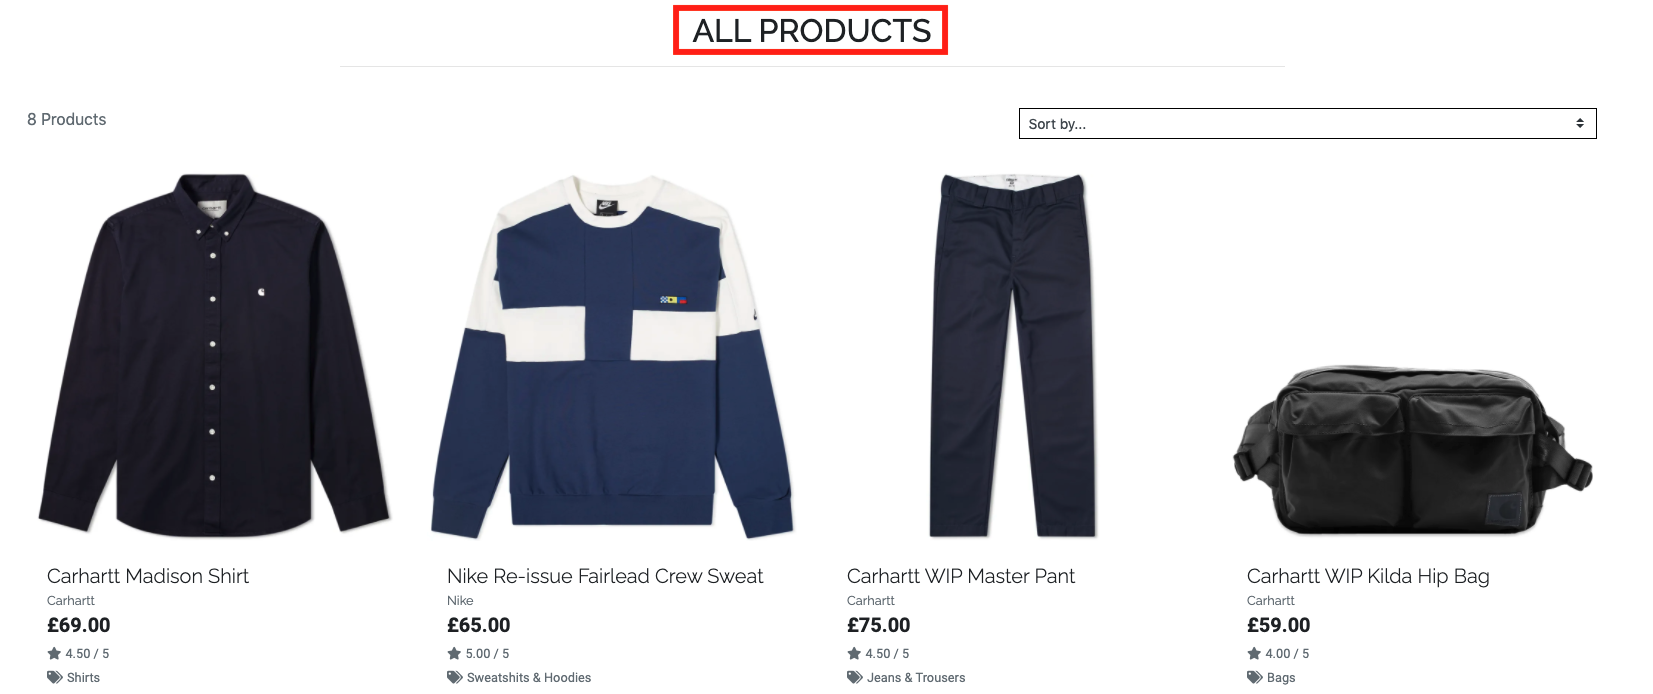 ALL PRODUCTS
8 Products
Sort by...
Carhartt Madison Shirt
Carhartt
£69.00
4.50 / 5
Shirts
Nike Re-issue Fairlead Crew Sweat
Nike
£65.00
5.00 / 5
Sweatshits & Hoodies
Carhartt WIP Master Pant
Carhartt
£75.00
4.50 / 5
Jeans & Trousers
Carhartt WIP Kilda Hip Bag
Carhartt
£59.00
4.00 / 5
Bags